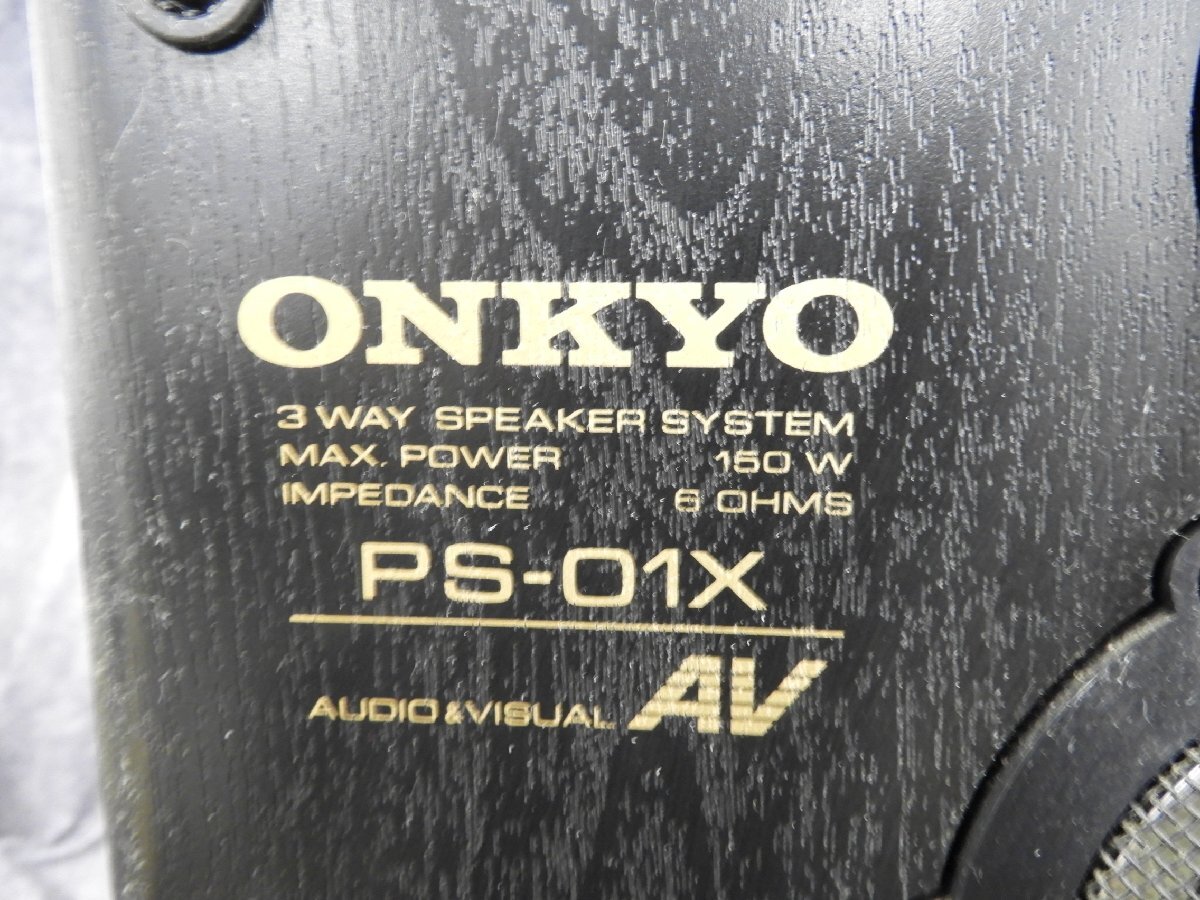 ONKYO
3 WAY SPEAKER SYSTEM
MAX. POWER 150 W
IMPEDANCE 6 OHMS
PS-01X
AUDIO & VISUAL AV